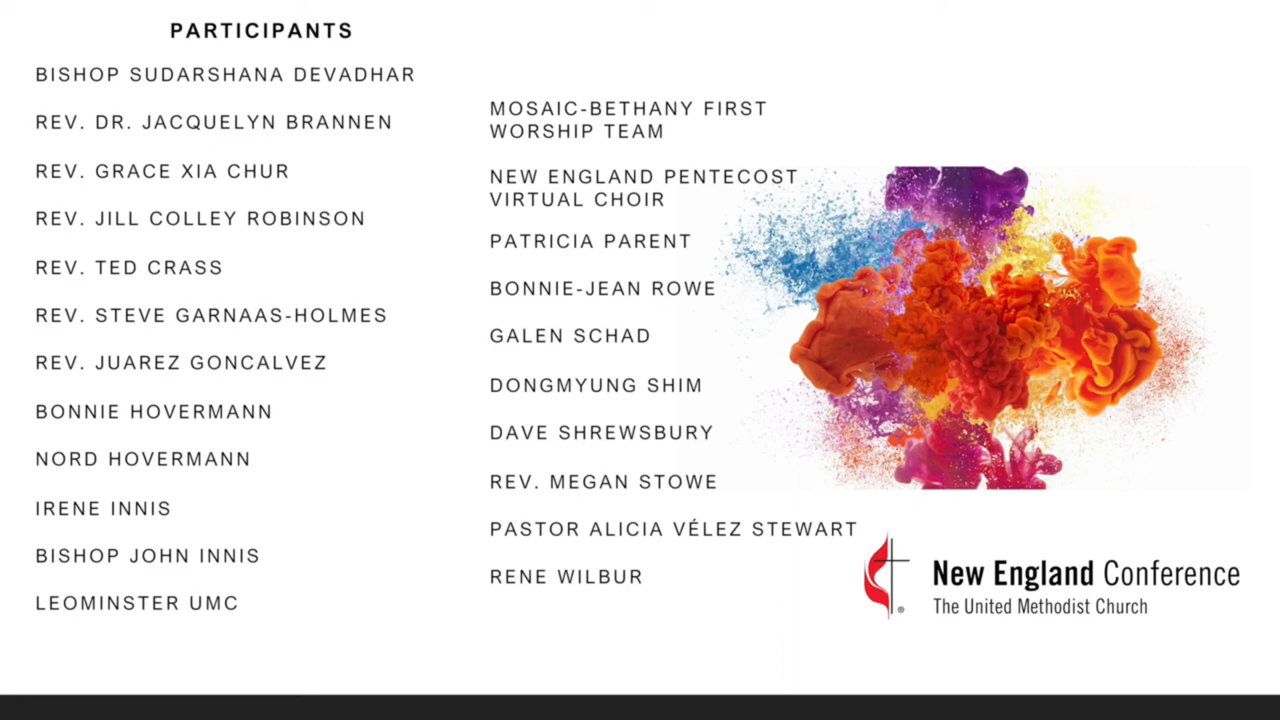 PARTICIPANTS
BISHOP SUDARSHANA DEVADHAR
REV. DR. JACQUELYN BRANNEN
REV. GRACE XIA CHUR
REV. JILL COLLEY ROBINSON
REV. TED CRASS
REV. STEVE GARNAAS-HOLMES
REV. JUAREZ GONCALVEZ
BONNIE HOVERMANN
NORD HOVERMANN
IRENE INNIS
BISHOP JOHN INNIS
LEOMINSTER UMC
MOSAIC-BETHANY FIRST
WORSHIP TEAM
NEW ENGLAND PENTECOST
VIRTUAL CHOIR
PATRICIA PARENT
BONNIE-JEAN ROWE
GALEN SCHAD
DONGMYUNG SHIM
DAVE SHREWSBURY
REV. MEGAN STOWE
PASTOR ALICIA VÉLEZ STEWART
RENE WILBUR
New England Conference
® The United Methodist Church